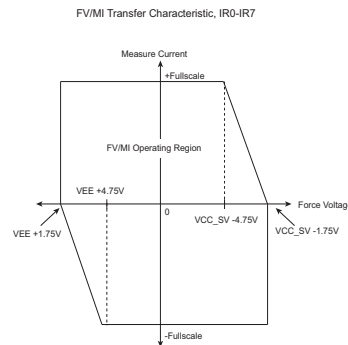 FV/MI Transfer Characteristic, IR0-IR7
Measure Current
+Fullscale
FV/MI Operating Region
VEE +4.75V
0
Force Voltag
VEE +1.75V
VCC_SV -4.75V
VCC_SV -1.75V
-Fullscale